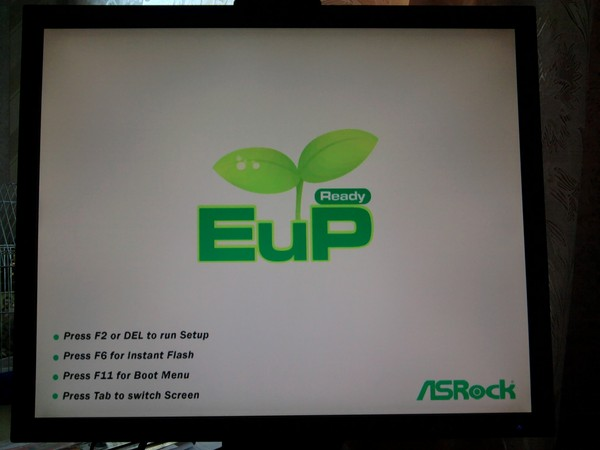 Ready
EuP
Press F2 or DEL to run Setup
Press F6 for Instant Flash
Press F11 for Boot Menu
Press Tab to switch Screen
ASRock